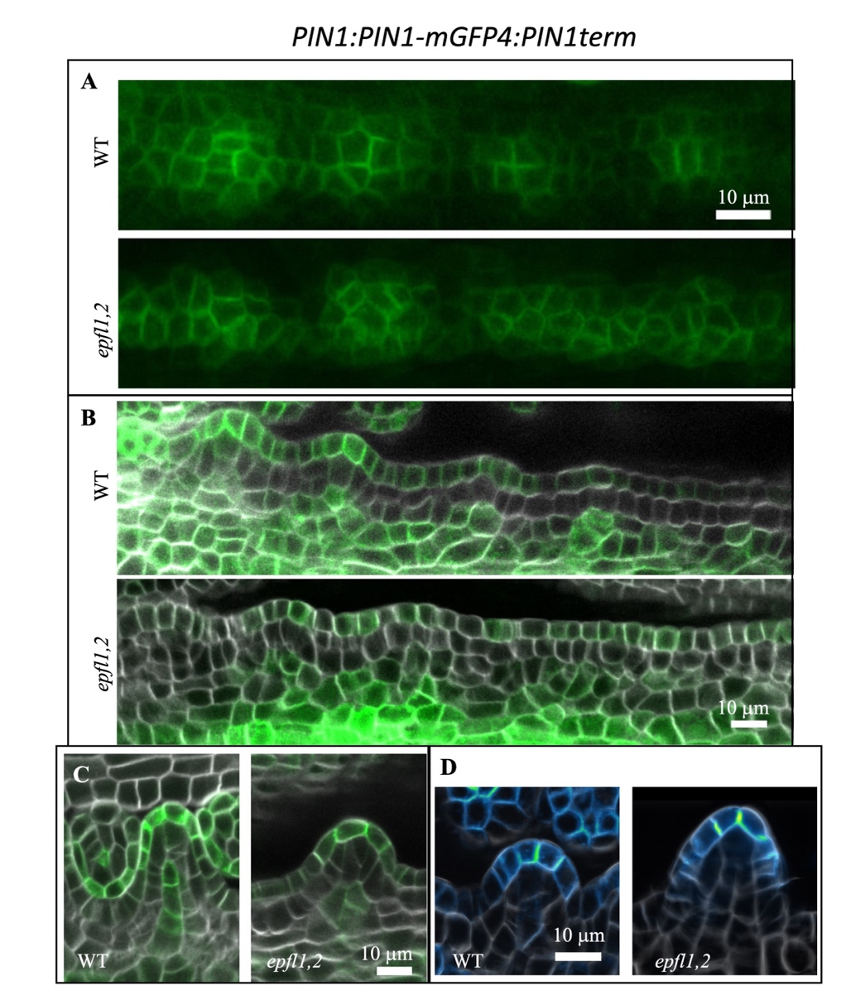 PIN1:PIN1-mGFP4:PIN1term
A
WT
10 µm
epfl1,2
B
WT
epfl1,2
10 µm
C
WT
epfl1,2
10 µm
D
WT
10 µm
epfl1,2